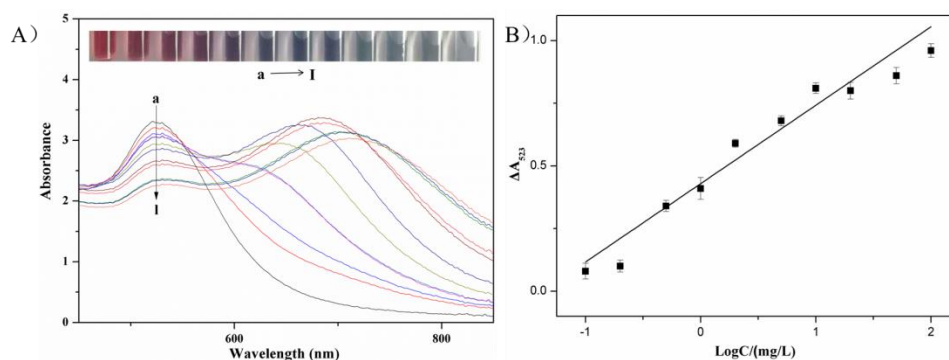 A)
5
4
3
2
1
0
Absorbance
a → I
a
l
600
800
Wavelength (nm)
B)
1.0
0.5
0.0
ΔA523
-1
0
1
2
LogC/(mg/L)